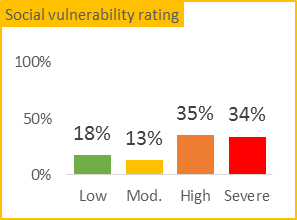 Social vulnerability rating
100%
50%
0%
18%
13%
35%
34%
Low
Mod.
High
Severe